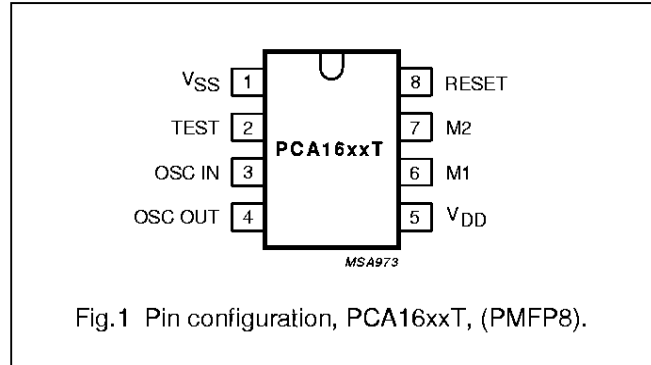 VSS 1 8 RESET
TEST 2 7 M2
PCA16xxT
OSC IN 3 6 M1
OSC OUT 4 5 VDD
MSA973
Fig.1 Pin configuration, PCA16xxT, (PMFP8).